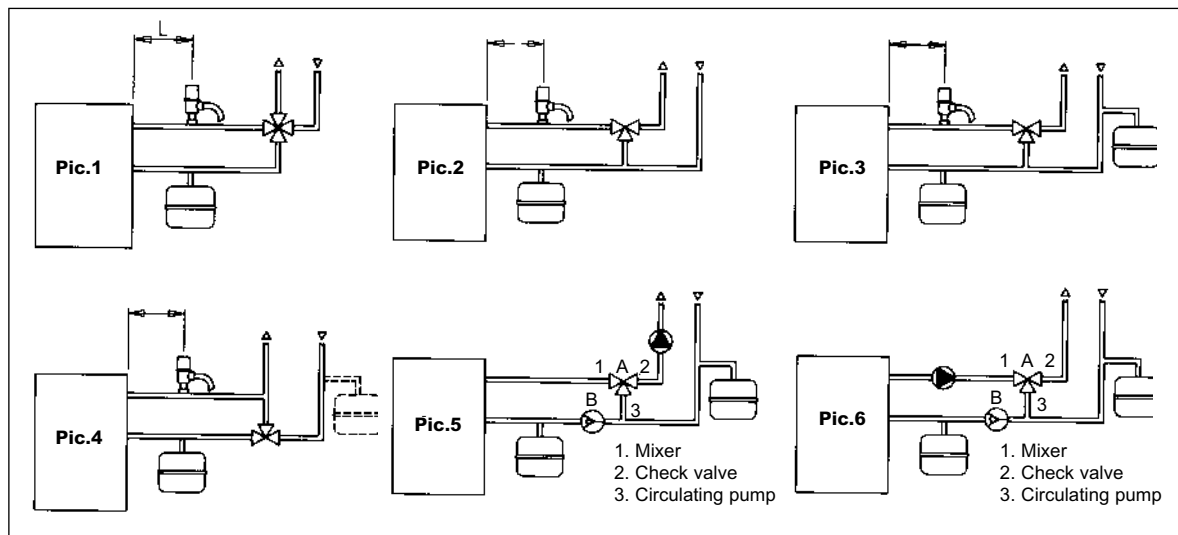 L
Pic.1
Pic.2
Pic.3
Pic.4
1 A 2
B
3
Pic.5
1. Mixer
2. Check valve
3. Circulating pump
1 A 2
B
3
Pic.6
1. Mixer
2. Check valve
3. Circulating pump